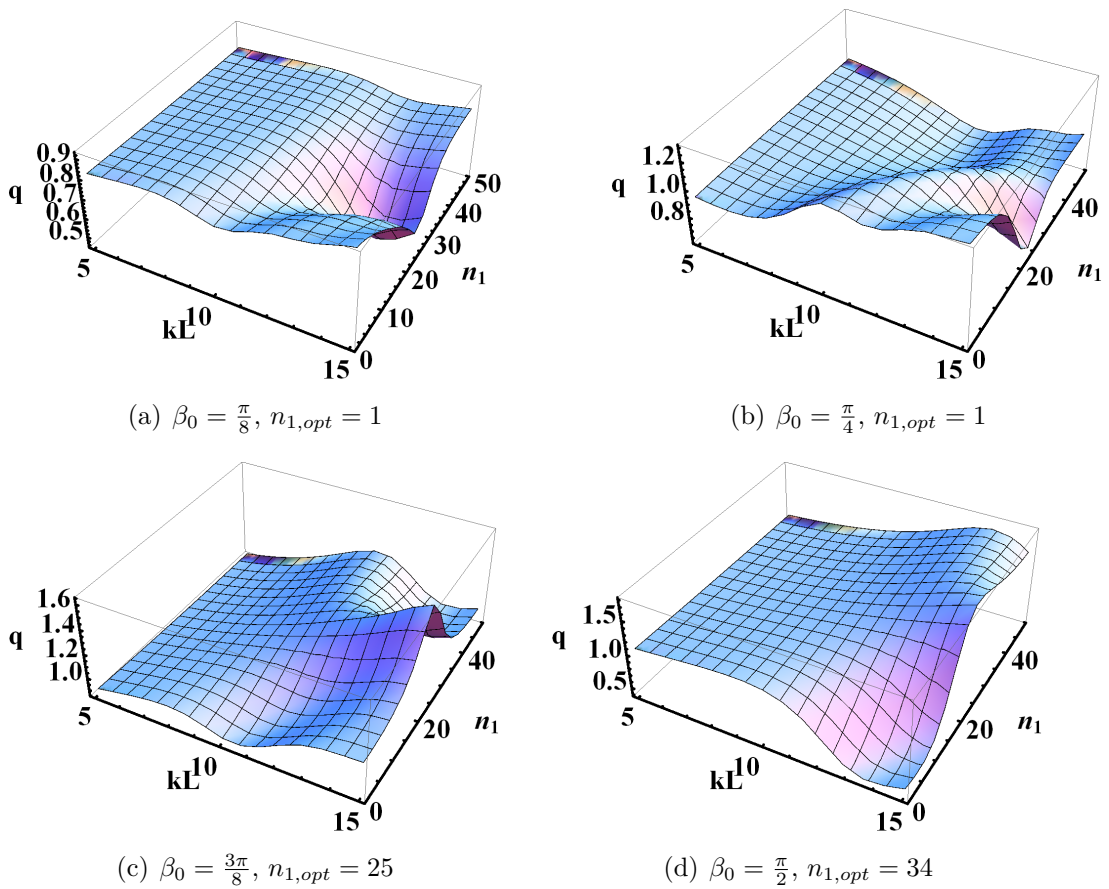 0.9
0.8
0.7
0.6
0.5
q
5
kL
10
15
0
10
20
30
40
50
n₁
(a) β₀ = π/8, n₁,opt = 1
1.2
1.0
0.8
q
5
kL
10
15
0
20
40
n₁
(b) β₀ = π/4, n₁,opt = 1
1.6
1.4
1.2
1.0
q
5
kL
10
15
0
20
40
n₁
(c) β₀ = 3π/8, n₁,opt = 25
1.5
1.0
0.5
q
5
kL
10
15
0
20
40
n₁
(d) β₀ = π/2, n₁,opt = 34